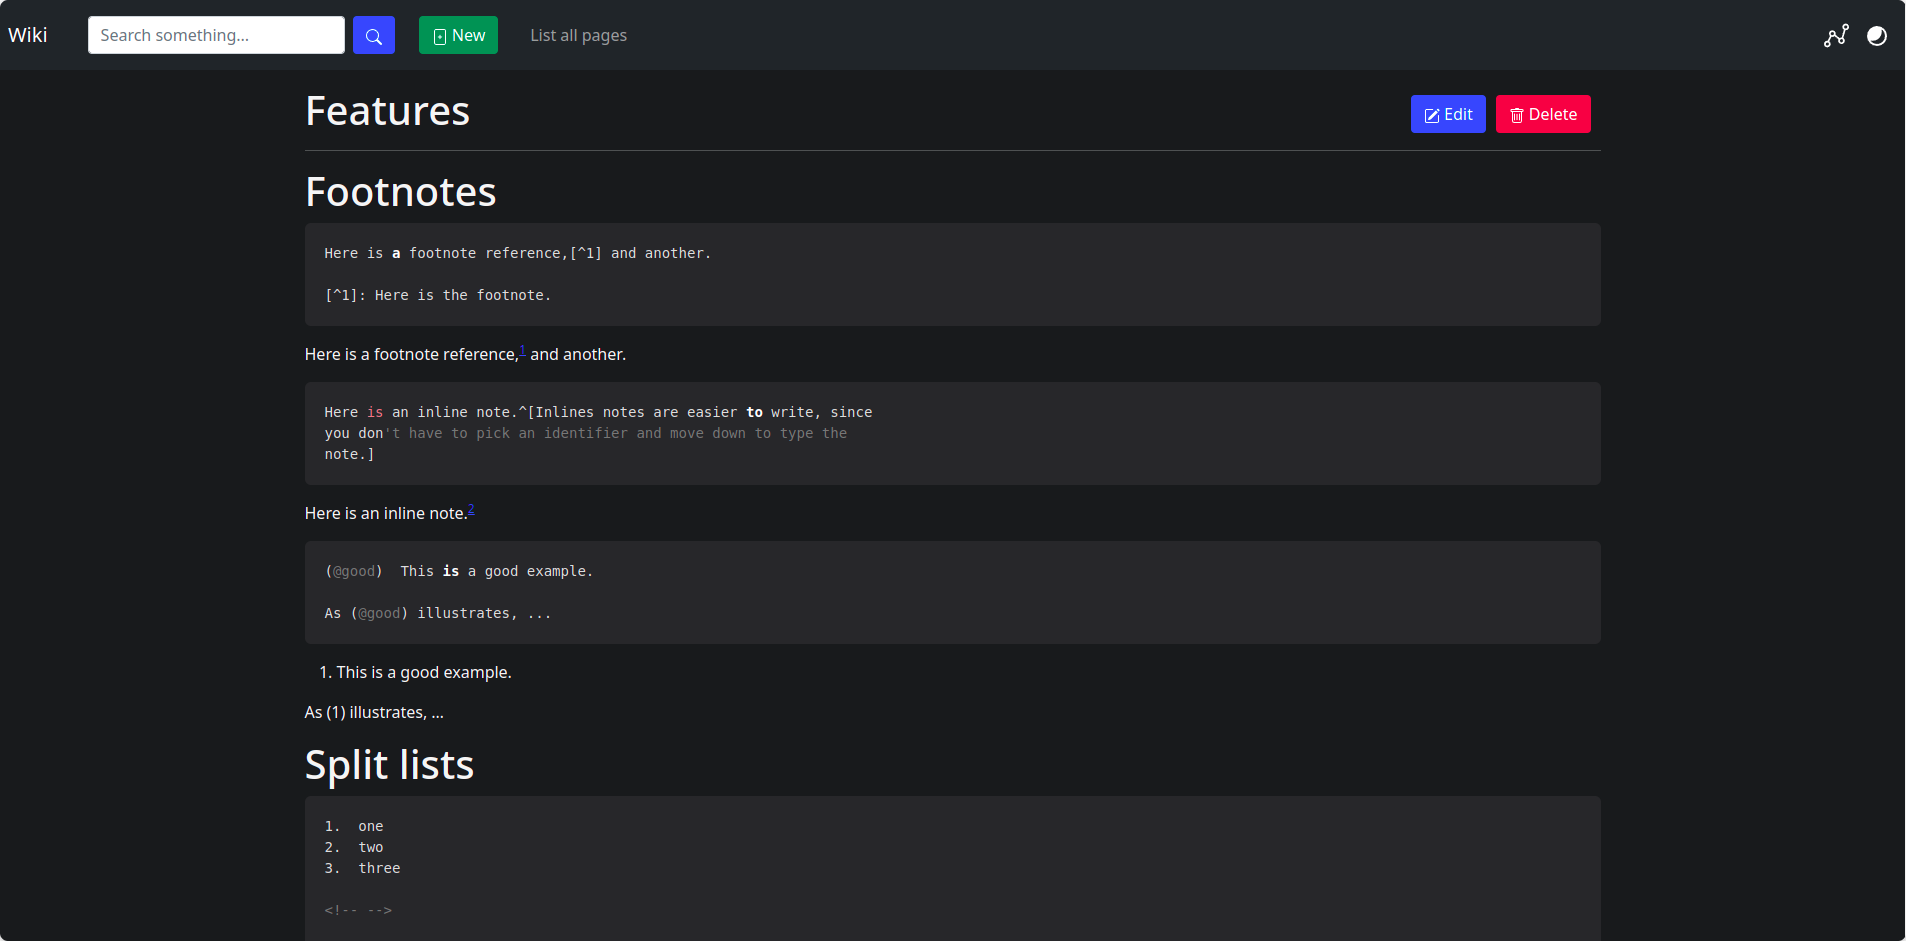 Wiki Search something... New List all pages
Features Edit Delete
Footnotes
Here is a footnote reference,[^1] and another.
[^1]: Here is the footnote.
Here is a footnote reference,1 and another.
Here is an inline note.^[Inlines notes are easier to write, since
you don't have to pick an identifier and move down to type the
note.]
Here is an inline note.2
(@good)  This is a good example.
As (@good) illustrates, ...
1. This is a good example.
As (1) illustrates, ...
Split lists
1.  one
2.  two
3.  three
<!-- -->